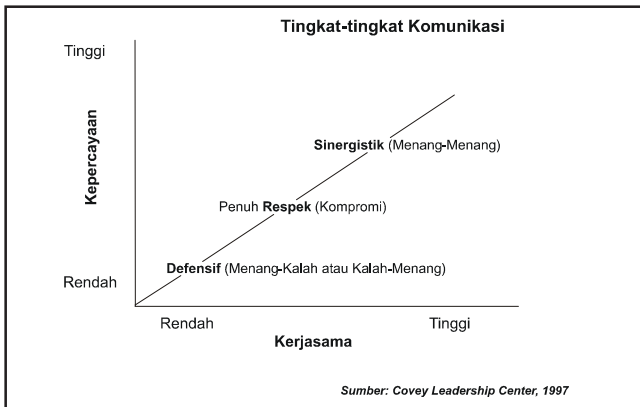 Tingkat-tingkat Komunikasi
Tinggi
Kepercayaan
Sinergistik (Menang-Menang)
Penuh Respek (Kompromi)
Defensif (Menang-Kalah atau Kalah-Menang)
Rendah
Rendah
Tinggi
Kerjasama
Sumber: Covey Leadership Center, 1997